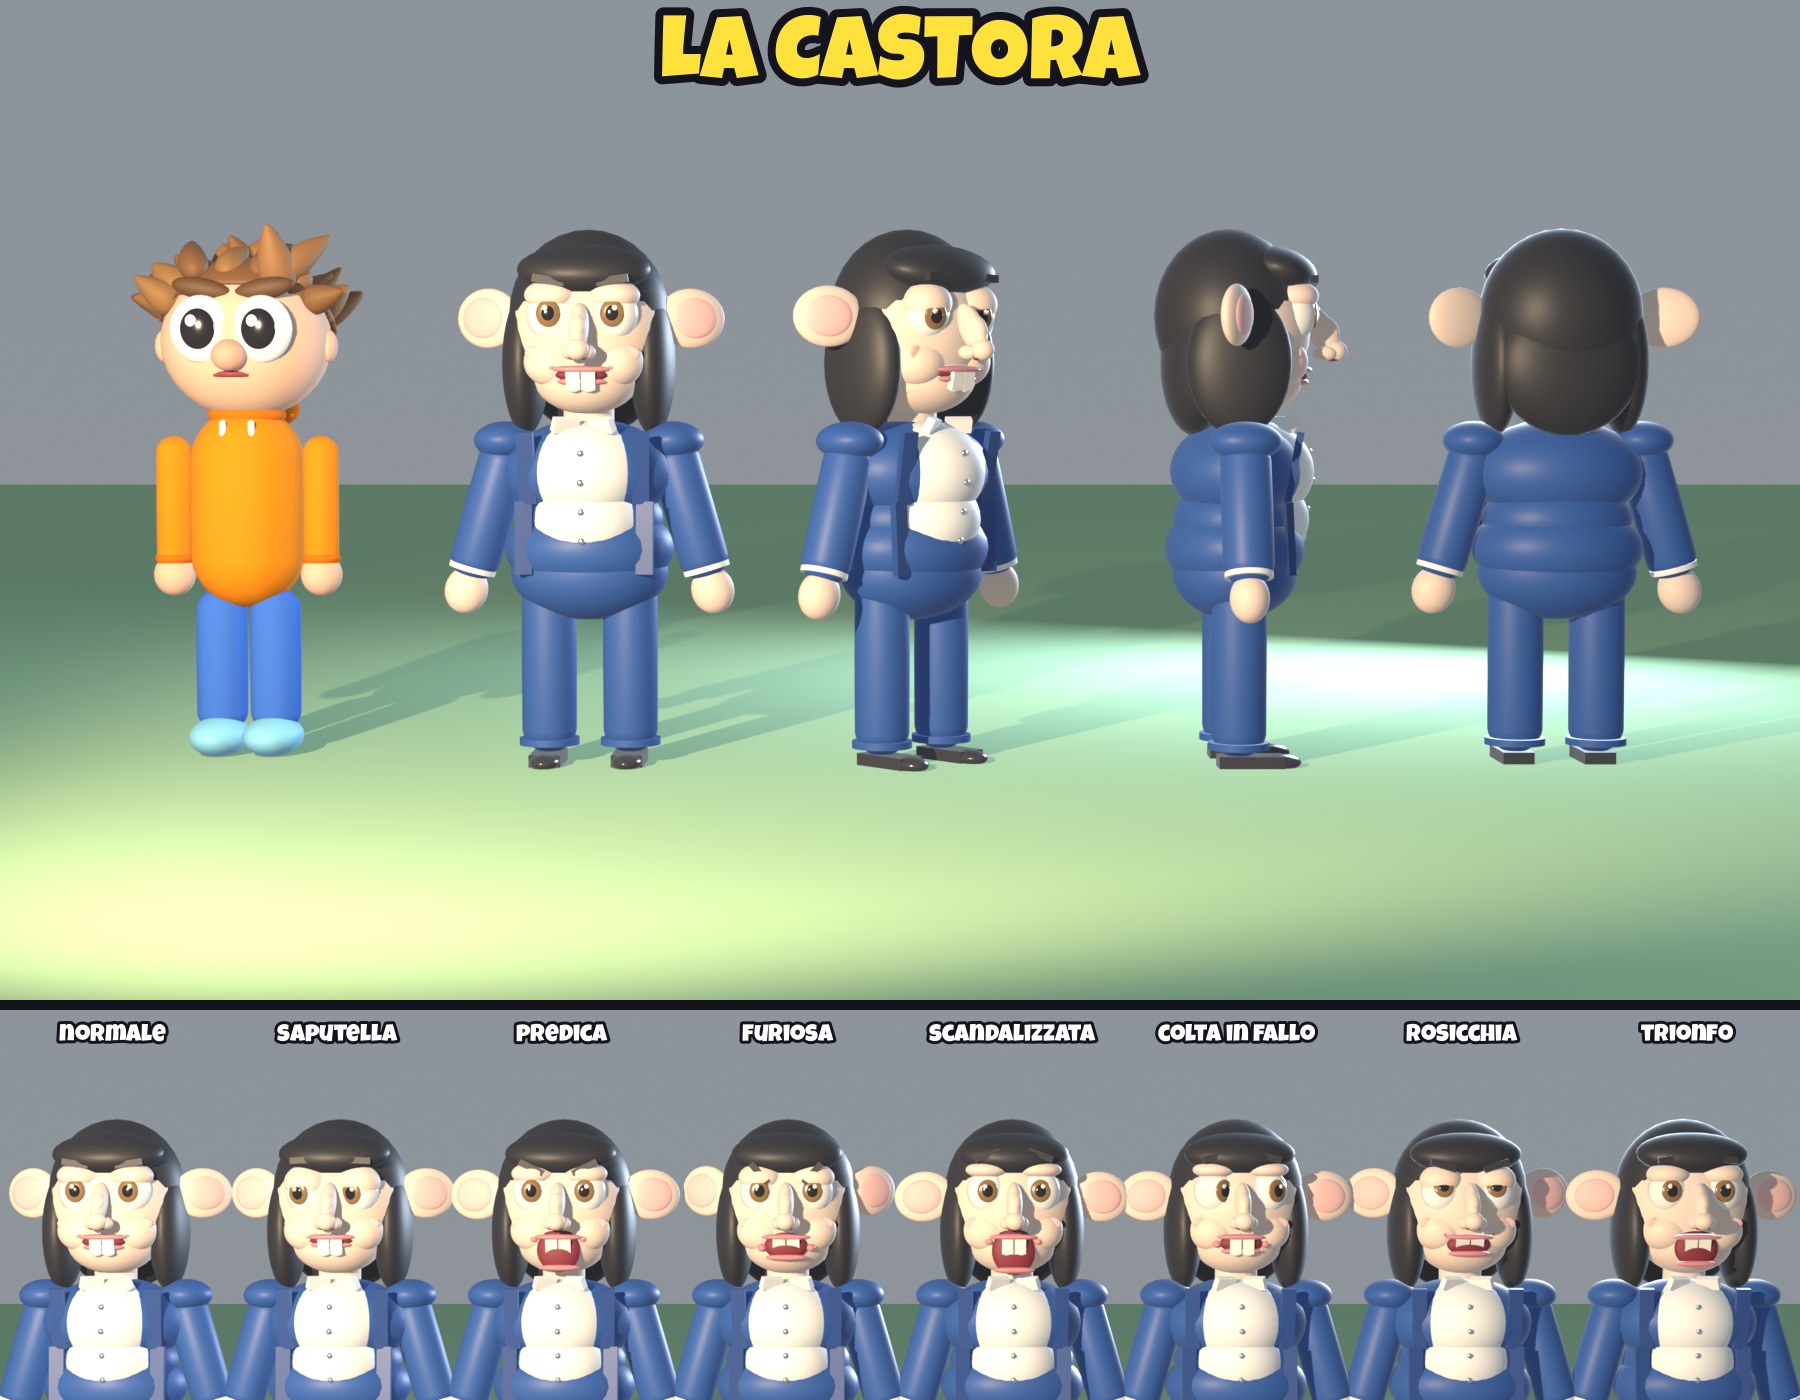 LA CASTORA
NORMALE
SAPUTELLA
PREDICA
FURIOSA
SCANDALIZZATA
COLTA IN FALLO
ROSICCHIA
TRIONFO